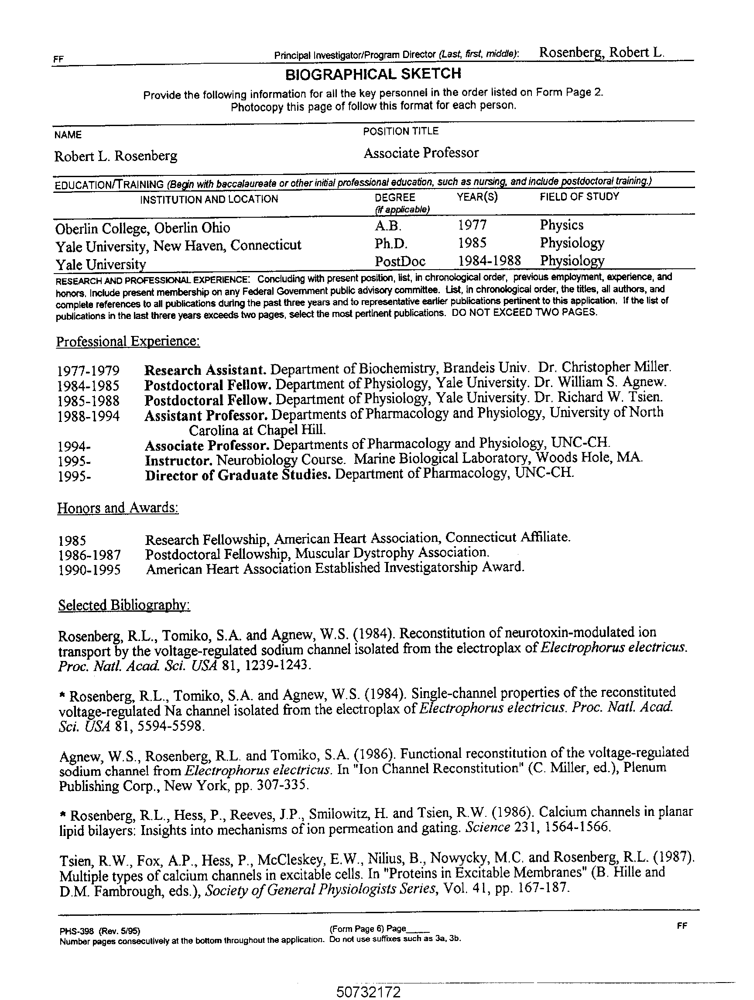 FF
Principal Investigator/Program Director (Last, first, middle): Rosenberg, Robert L.
BIOGRAPHICAL SKETCH
Provide the following information for all the key personnel in the order listed on Form Page 2.
Photocopy this page of follow this format for each person.
NAME
POSITION TITLE
Robert L. Rosenberg
Associate Professor
EDUCATION/TRAINING (Begin with baccalaureate or other initial professional education, such as nursing, and include postdoctoral training.)
INSTITUTION AND LOCATION
DEGREE (if applicable)
YEAR(S)
FIELD OF STUDY
Oberlin College, Oberlin Ohio A.B. 1977 Physics
Yale University, New Haven, Connecticut Ph.D. 1985 Physiology
Yale University PostDoc 1984-1988 Physiology
RESEARCH AND PROFESSIONAL EXPERIENCE: Concluding with present position, list, in chronological order, previous employment, experience, and
honors. Include present membership on any Federal Government public advisory committee. List, in chronological order, the titles, all authors, and
complete references to all publications during the past three years and to representative earlier publications pertinent to this application. If the list of
publications in the last threre years exceeds two pages, select the most pertinent publications. DO NOT EXCEED TWO PAGES.
Professional Experience:
1977-1979 Research Assistant. Department of Biochemistry, Brandeis Univ. Dr. Christopher Miller.
1984-1985 Postdoctoral Fellow. Department of Physiology, Yale University. Dr. William S. Agnew.
1985-1988 Postdoctoral Fellow. Department of Physiology, Yale University. Dr. Richard W. Tsien.
1988-1994 Assistant Professor. Departments of Pharmacology and Physiology, University of North
Carolina at Chapel Hill.
1994- Associate Professor. Departments of Pharmacology and Physiology, UNC-CH.
1995- Instructor. Neurobiology Course. Marine Biological Laboratory, Woods Hole, MA.
1995- Director of Graduate Studies. Department of Pharmacology, UNC-CH.
Honors and Awards:
1985 Research Fellowship, American Heart Association, Connecticut Affiliate.
1986-1987 Postdoctoral Fellowship, Muscular Dystrophy Association.
1990-1995 American Heart Association Established Investigatorship Award.
Selected Bibliography:
Rosenberg, R.L., Tomiko, S.A. and Agnew, W.S. (1984). Reconstitution of neurotoxin-modulated ion
transport by the voltage-regulated sodium channel isolated from the electroplax of Electrophorus electricus.
Proc. Natl. Acad. Sci. USA 81, 1239-1243.
* Rosenberg, R.L., Tomiko, S.A. and Agnew, W.S. (1984). Single-channel properties of the reconstituted
voltage-regulated Na channel isolated from the electroplax of Electrophorus electricus. Proc. Natl. Acad.
Sci. USA 81, 5594-5598.
Agnew, W.S., Rosenberg, R.L. and Tomiko, S.A. (1986). Functional reconstitution of the voltage-regulated
sodium channel from Electrophorus electricus. In "Ion Channel Reconstitution" (C. Miller, ed.), Plenum
Publishing Corp., New York, pp. 307-335.
* Rosenberg, R.L., Hess, P., Reeves, J.P., Smilowitz, H. and Tsien, R.W. (1986). Calcium channels in planar
lipid bilayers: Insights into mechanisms of ion permeation and gating. Science 231, 1564-1566.
Tsien, R.W., Fox, A.P., Hess, P., McCleskey, E.W., Nilius, B., Nowycky, M.C. and Rosenberg, R.L. (1987).
Multiple types of calcium channels in excitable cells. In "Proteins in Excitable Membranes" (B. Hille and
D.M. Fambrough, eds.), Society of General Physiologists Series, Vol. 41, pp. 167-187.
PHS-398 (Rev. 5/95) (Form Page 6) Page____ FF
Number pages consecutively at the bottom throughout the application. Do not use suffixes such as 3a, 3b.
50732172